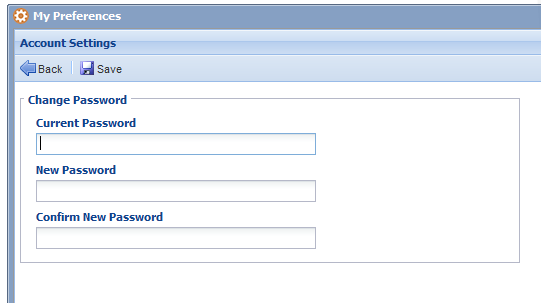 My Preferences
Account Settings
Back Save
Change Password
Current Password
New Password
Confirm New Password